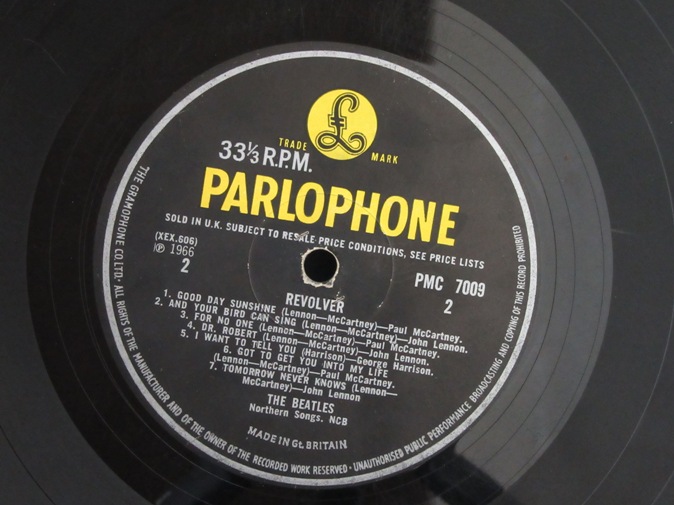 £
TRADE MARK
33⅓ R.P.M.
PARLOPHONE
SOLD IN U.K. SUBJECT TO RESALE PRICE CONDITIONS, SEE PRICE LISTS
(XEX.606)
Ⓟ 1966
2
PMC 7009
2
REVOLVER
1. GOOD DAY SUNSHINE (Lennon—McCartney)—Paul McCartney.
2. AND YOUR BIRD CAN SING (Lennon—McCartney)—John Lennon.
3. FOR NO ONE (Lennon—McCartney)—Paul McCartney.
4. DR. ROBERT (Lennon—McCartney)—John Lennon.
5. I WANT TO TELL YOU (Harrison)—George Harrison.
6. GOT TO GET YOU INTO MY LIFE
(Lennon—McCartney)—Paul McCartney.
7. TOMORROW NEVER KNOWS (Lennon—
McCartney)—John Lennon
THE BEATLES
Northern Songs, NCB
MADE IN Gt. BRITAIN
THE GRAMOPHONE CO. LTD. · ALL RIGHTS OF THE MANUFACTURER AND OF THE OWNER OF THE RECORDED WORK RESERVED · UNAUTHORISED PUBLIC PERFORMANCE BROADCASTING AND COPYING OF THIS RECORD PROHIBITED